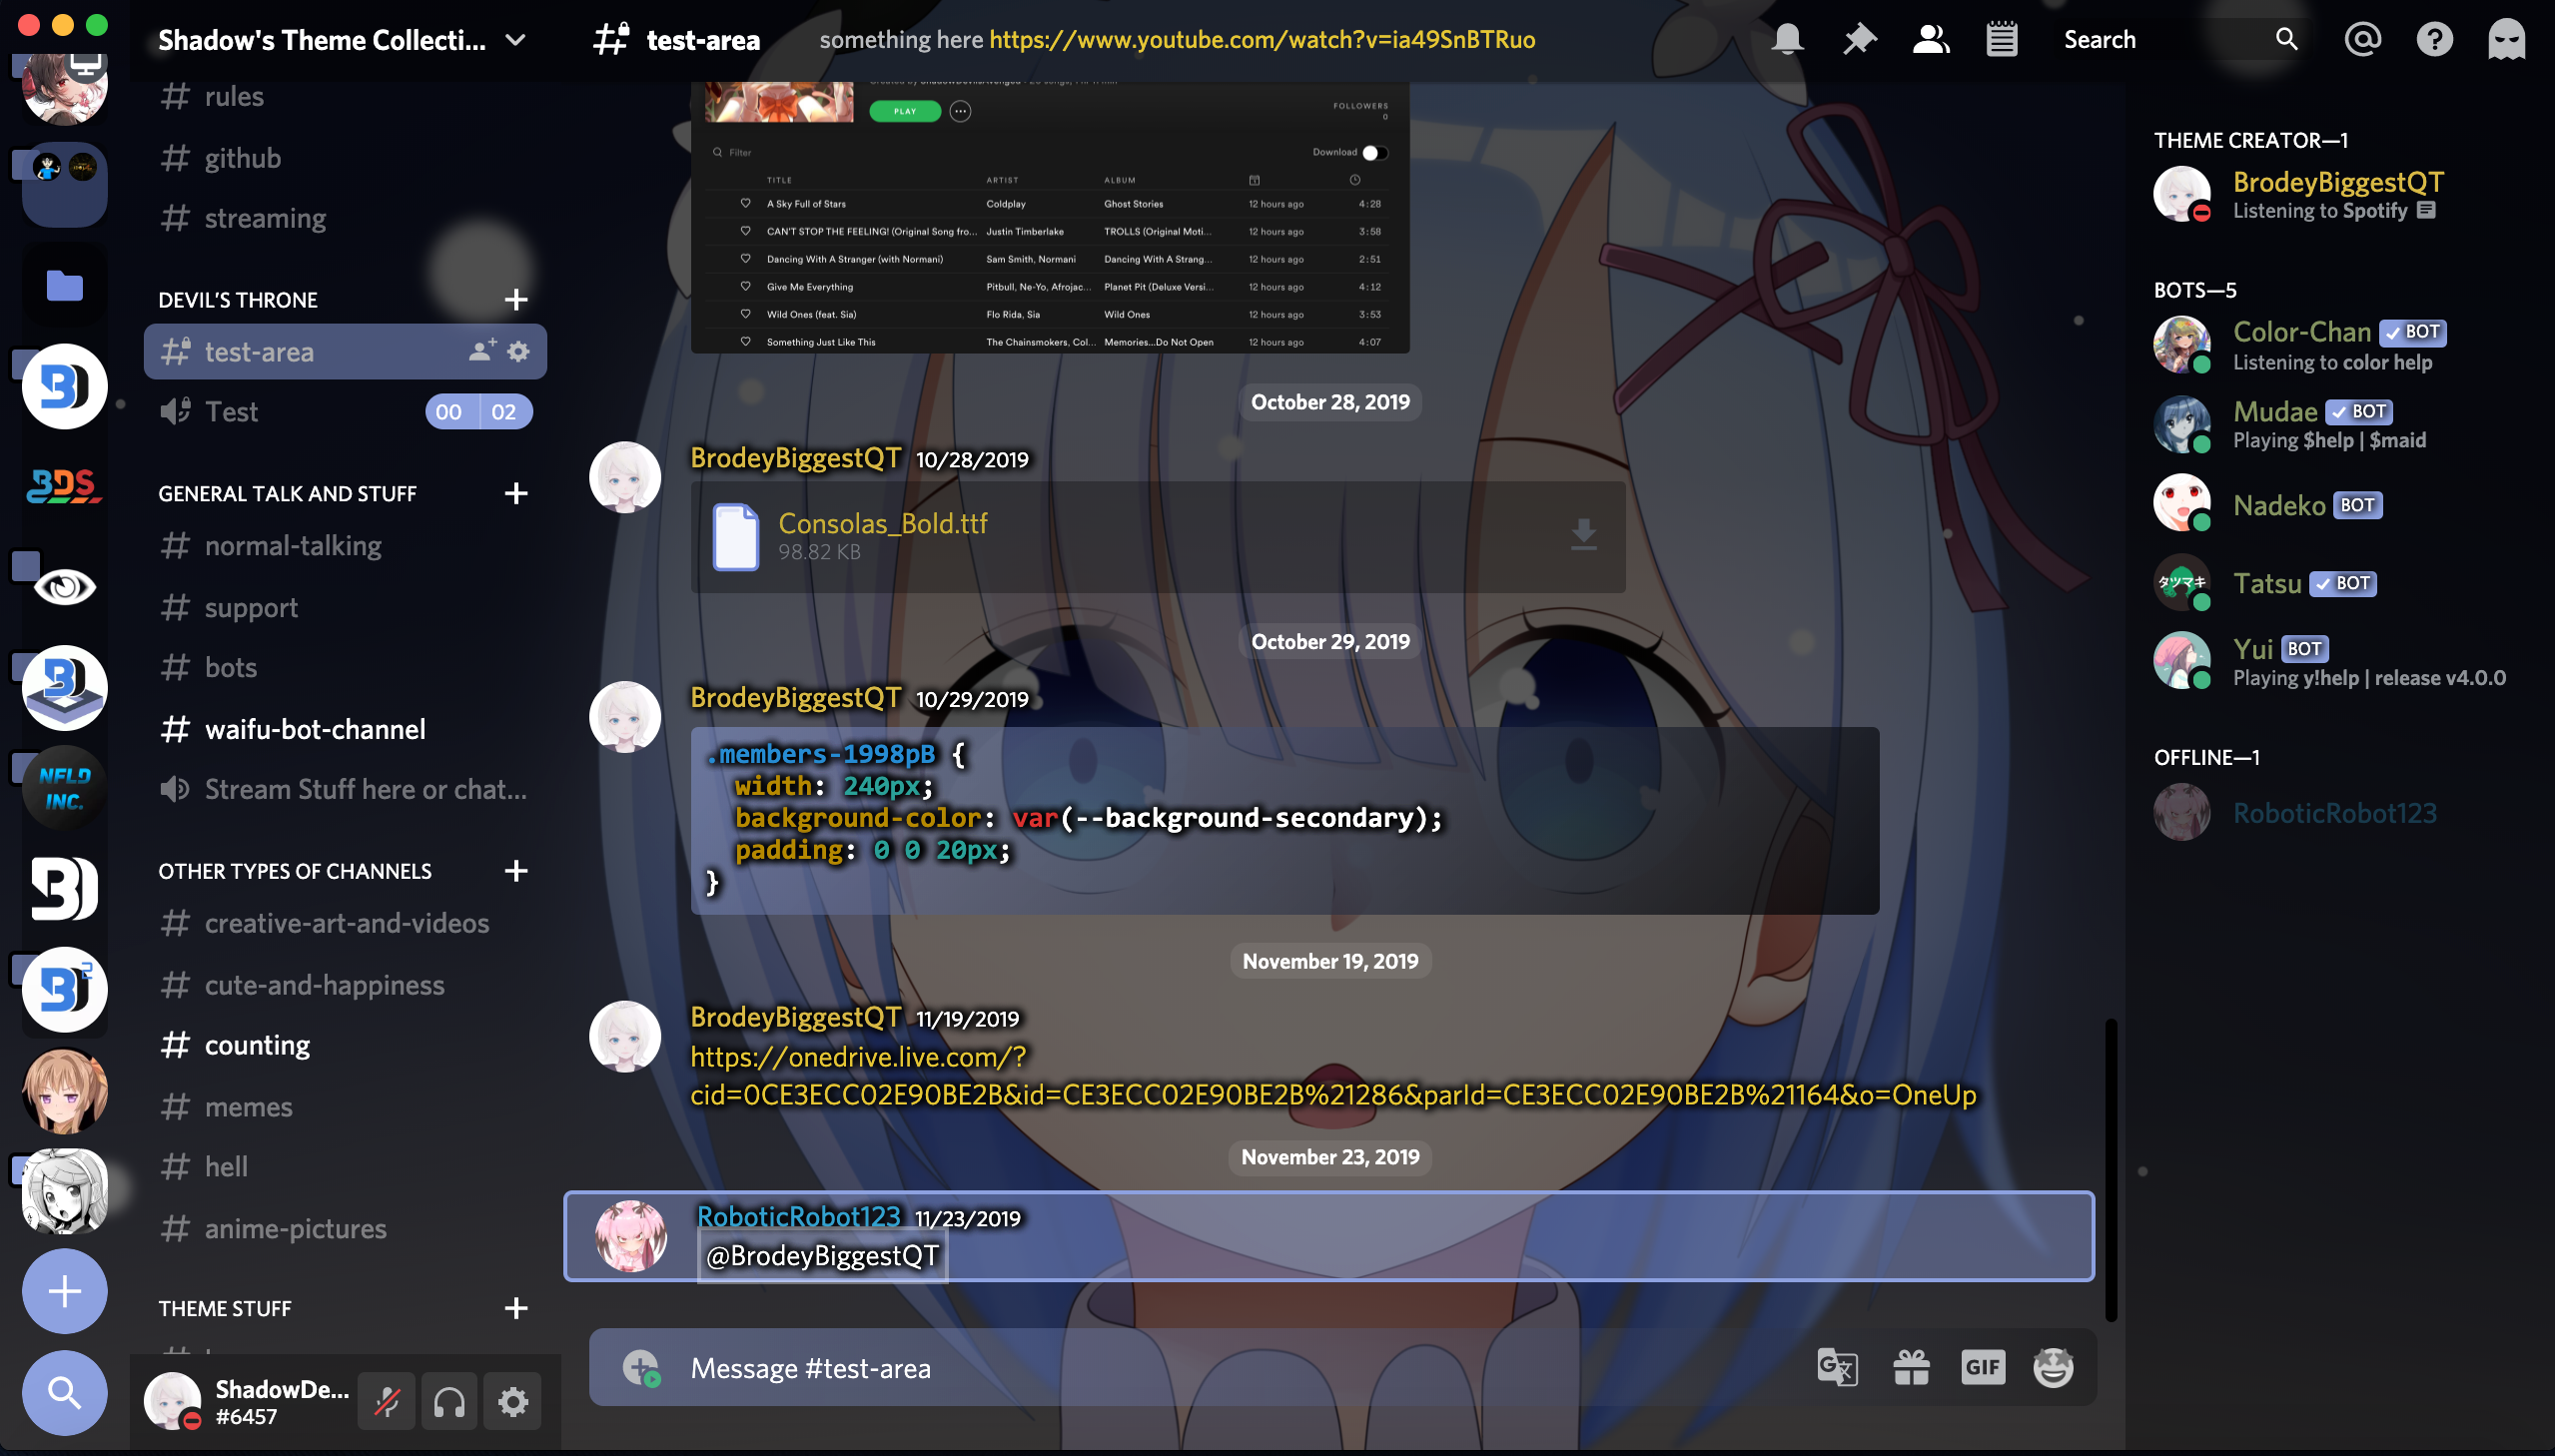 Shadow's Theme Collecti...
test-area
something here https://www.youtube.com/watch?v=ia49SnBTRuo
Search
rules
github
streaming
DEVIL'S THRONE
test-area
Test
00 02
GENERAL TALK AND STUFF
normal-talking
support
bots
waifu-bot-channel
Stream Stuff here or chat...
OTHER TYPES OF CHANNELS
creative-art-and-videos
cute-and-happiness
counting
memes
hell
anime-pictures
THEME STUFF
BDS
NFLD
INC.
ShadowDe...
#6457
PLAY
FOLLOWERS
0
Filter
Download
TITLE ARTIST ALBUM
A Sky Full of Stars Coldplay Ghost Stories 12 hours ago 4:28
CAN'T STOP THE FEELING! (Original Song fro... Justin Timberlake TROLLS (Original Moti... 12 hours ago 3:58
Dancing With A Stranger (with Normani) Sam Smith, Normani Dancing With A Strang... 12 hours ago 2:51
Give Me Everything Pitbull, Ne-Yo, Afrojac... Planet Pit (Deluxe Versi... 12 hours ago 4:12
Wild Ones (feat. Sia) Flo Rida, Sia Wild Ones 12 hours ago 3:53
Something Just Like This The Chainsmokers, Col... Memories...Do Not Open 12 hours ago 4:07
October 28, 2019
BrodeyBiggestQT 10/28/2019
Consolas_Bold.ttf
98.82 KB
October 29, 2019
BrodeyBiggestQT 10/29/2019
.members-1998pB {
width: 240px;
background-color: var(--background-secondary);
padding: 0 0 20px;
}
November 19, 2019
BrodeyBiggestQT 11/19/2019
https://onedrive.live.com/?
cid=0CE3ECC02E90BE2B&id=CE3ECC02E90BE2B%21286&parId=CE3ECC02E90BE2B%21164&o=OneUp
November 23, 2019
RoboticRobot123 11/23/2019
@BrodeyBiggestQT
Message #test-area
GIF
THEME CREATOR—1
BrodeyBiggestQT
Listening to Spotify
BOTS—5
Color-Chan BOT
Listening to color help
Mudae BOT
Playing $help | $maid
Nadeko BOT
タツマキ
Tatsu BOT
Yui BOT
Playing y!help | release v4.0.0
OFFLINE—1
RoboticRobot123